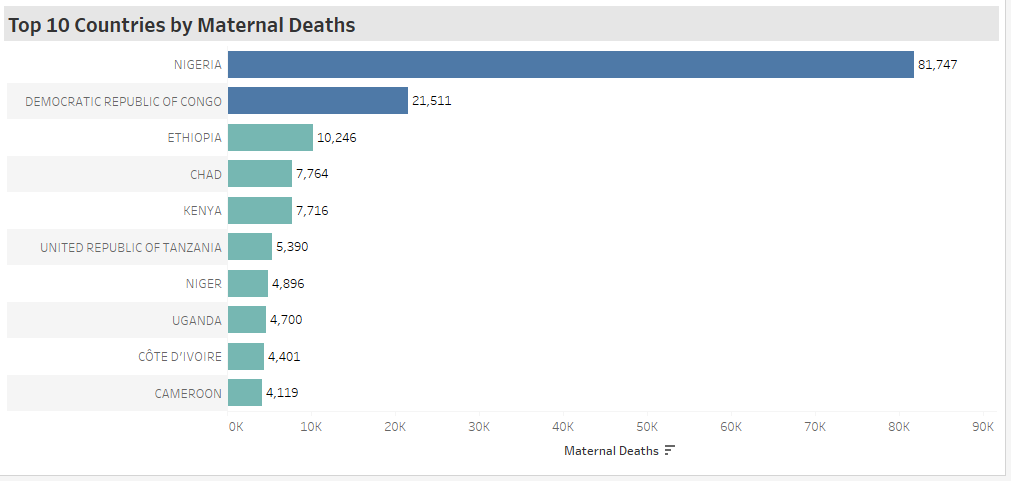 Top 10 Countries by Maternal Deaths
NIGERIA 81,747
DEMOCRATIC REPUBLIC OF CONGO 21,511
ETHIOPIA 10,246
CHAD 7,764
KENYA 7,716
UNITED REPUBLIC OF TANZANIA 5,390
NIGER 4,896
UGANDA 4,700
CÔTE D'IVOIRE 4,401
CAMEROON 4,119
0K 10K 20K 30K 40K 50K 60K 70K 80K 90K
Maternal Deaths